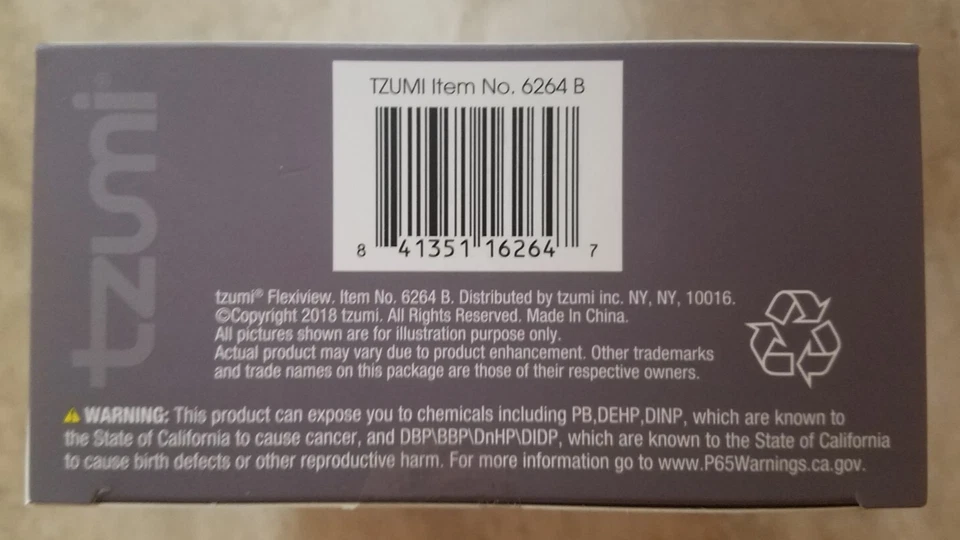 tzumi®
TZUMI Item No. 6264 B
8 41351 16264 7
tzumi® Flexiview. Item No. 6264 B. Distributed by tzumi inc. NY, NY, 10016.
©Copyright 2018 tzumi. All Rights Reserved. Made In China.
All pictures shown are for illustration purpose only.
Actual product may vary due to product enhancement. Other trademarks
and trade names on this package are those of their respective owners.
WARNING: This product can expose you to chemicals including PB,DEHP,DINP, which are known to
the State of California to cause cancer, and DBP\BBP\DnHP\DIDP, which are known to the State of California
to cause birth defects or other reproductive harm. For more information go to www.P65Warnings.ca.gov.